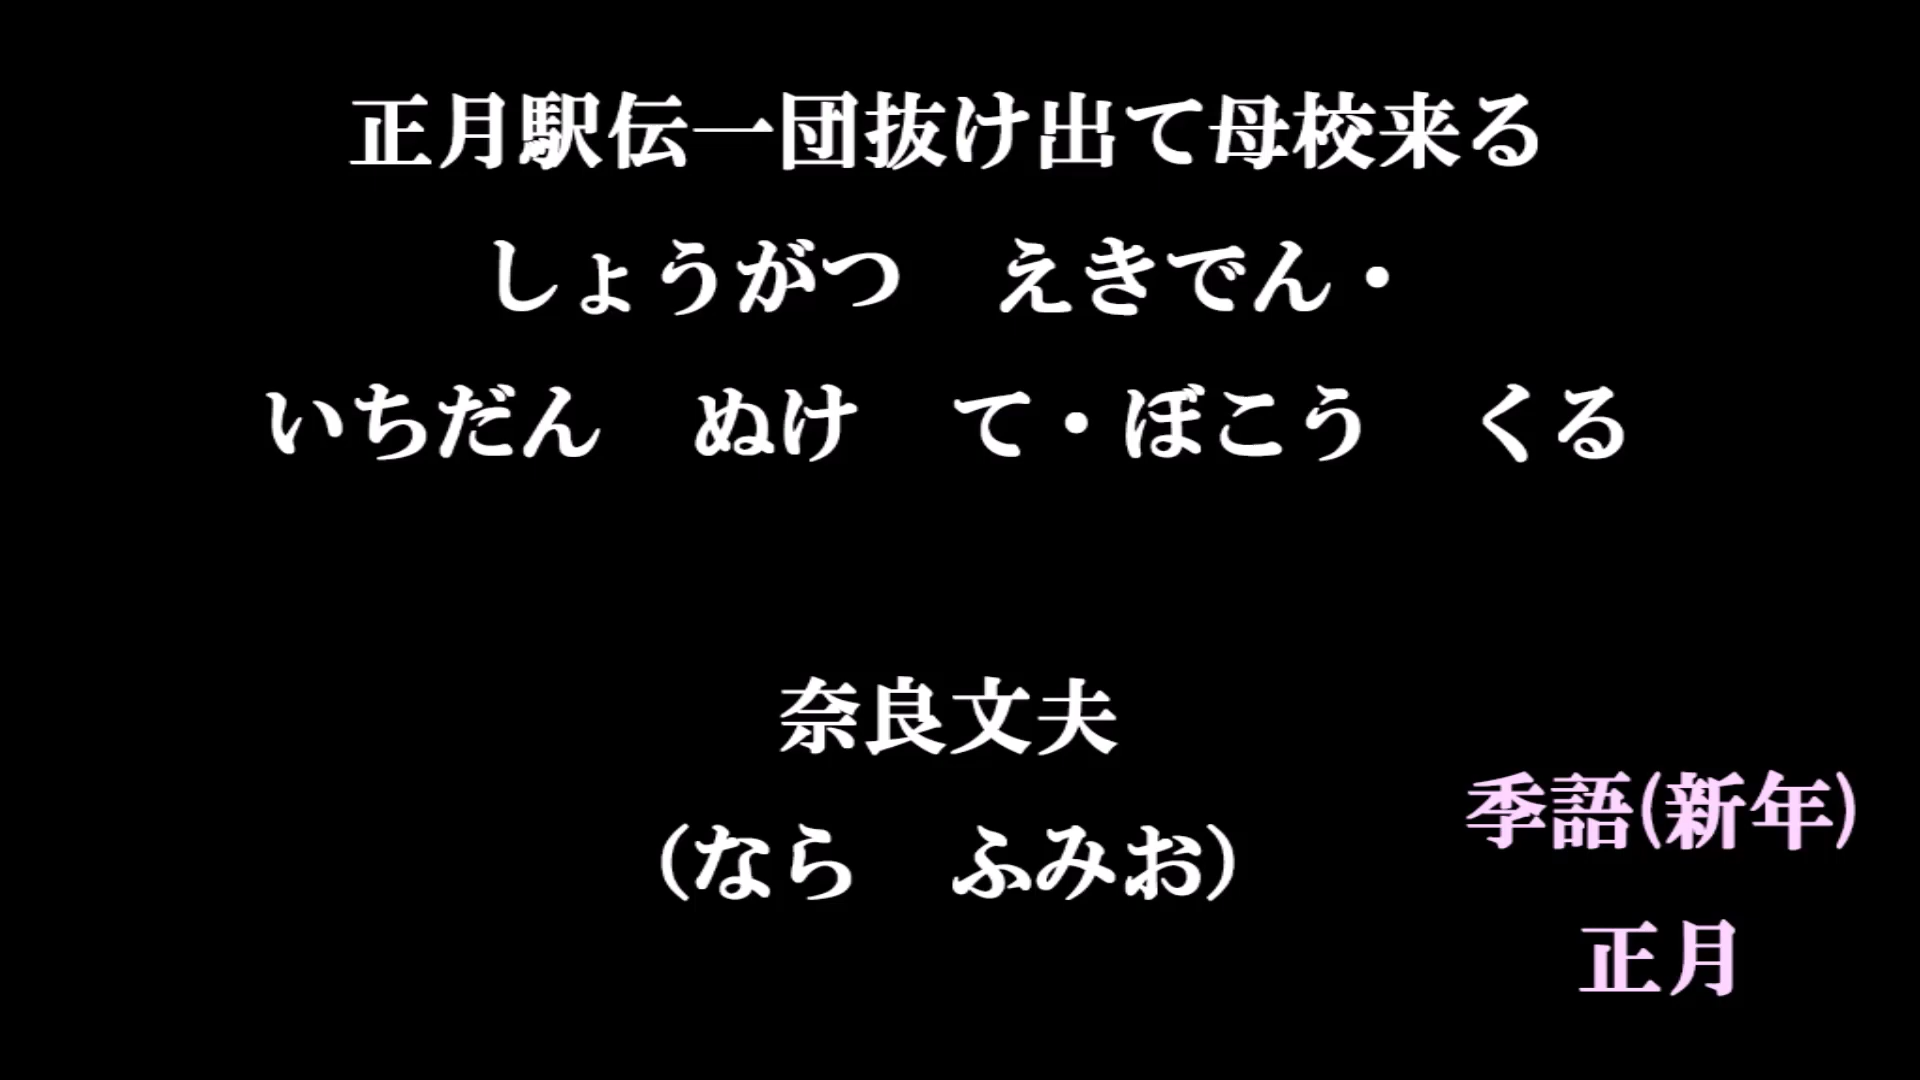 正月駅伝一団抜け出て母校来る
しょうがつ　えきでん・
いちだん　ぬけ　て・ぼこう　くる
奈良文夫
（なら　ふみお）
季語(新年)
正月